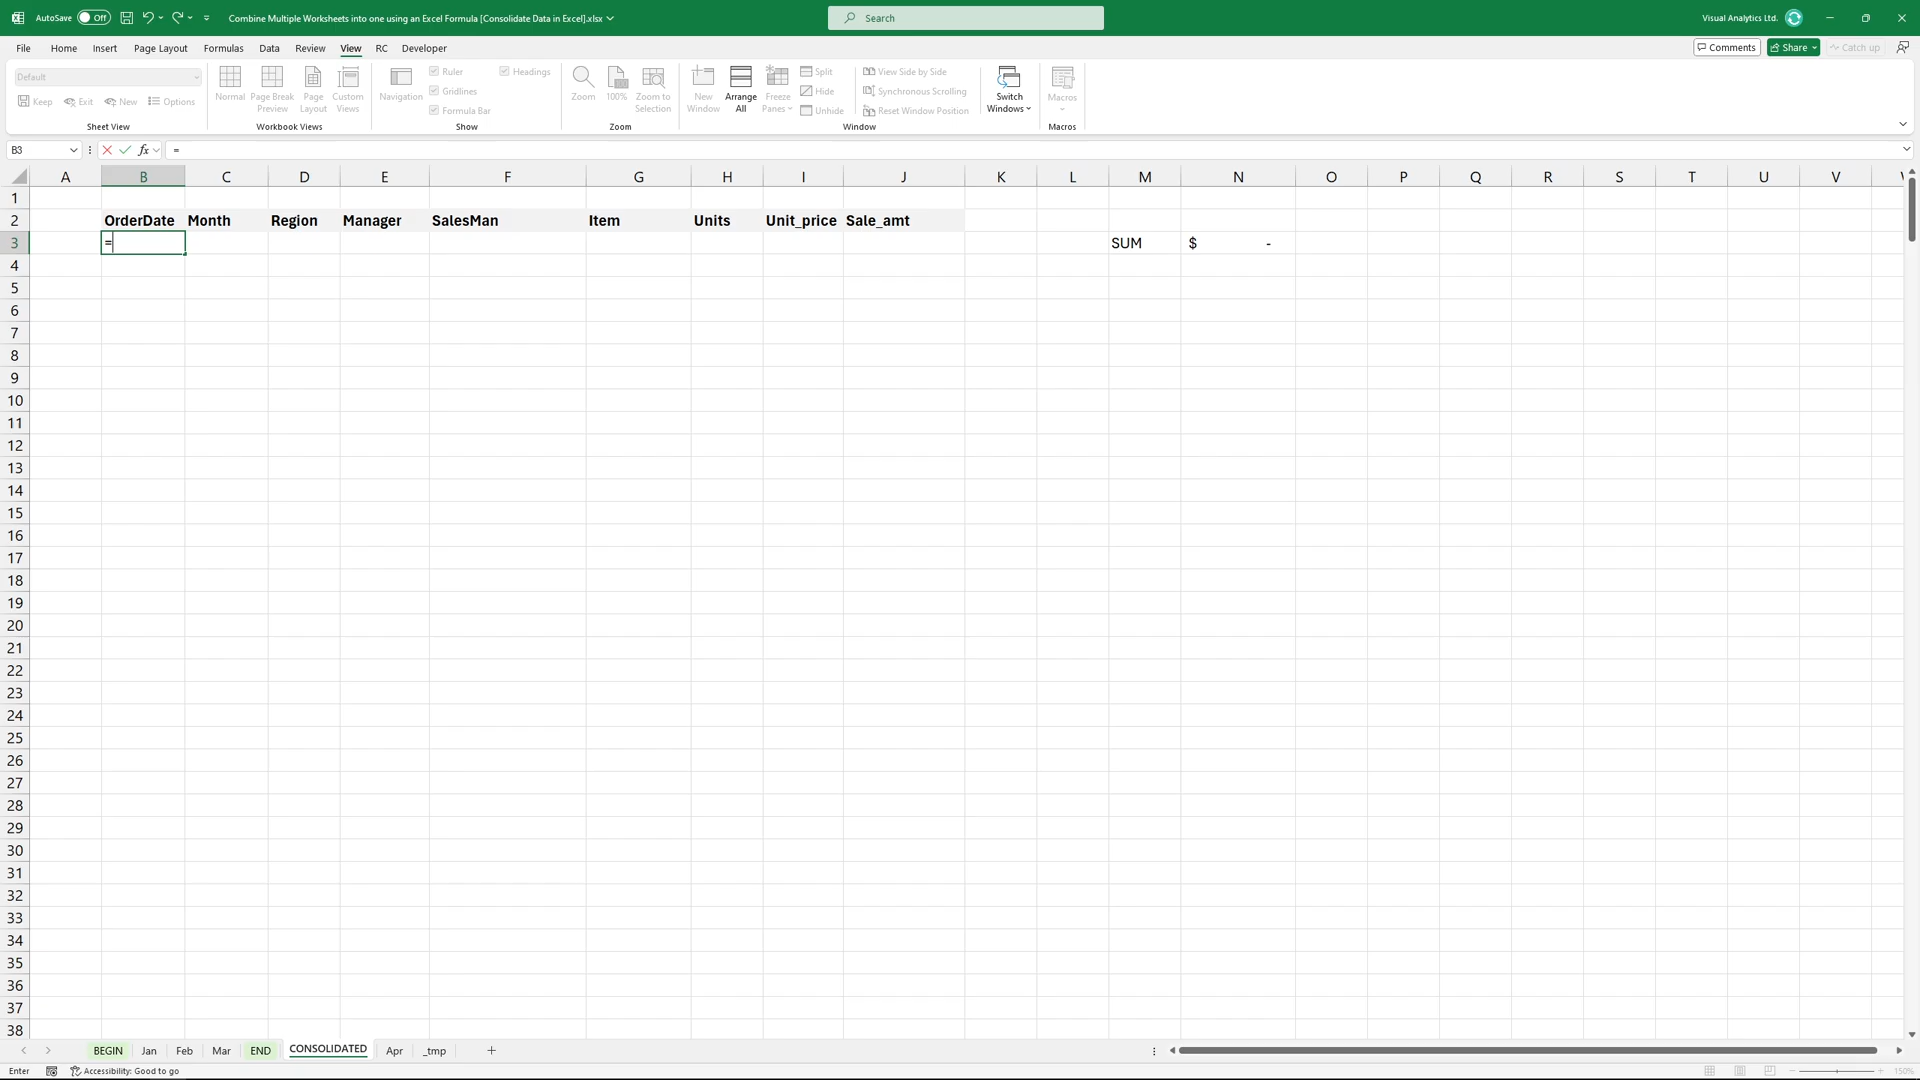 AutoSave Off Combine Multiple Worksheets into one using an Excel Formula [Consolidate Data in Excel].xlsx Search Visual Analytics Ltd.
File Home Insert Page Layout Formulas Data Review View RC Developer Comments Share Catch up
Default
Keep Exit New Options
Sheet View
Normal Page Break Preview Page Layout Custom Views
Workbook Views
Navigation Ruler Gridlines Formula Bar Headings
Show
Zoom 100% Zoom to Selection
Zoom
New Window Arrange All Freeze Panes Split Hide Unhide View Side by Side Synchronous Scrolling Reset Window Position Switch Windows
Window
Macros
Macros
B3 fx =
A B C D E F G H I J K L M N O P Q R S T U V
1
2 OrderDate Month Region Manager SalesMan Item Units Unit_price Sale_amt
3 = SUM $ -
4
5
6
7
8
9
10
11
12
13
14
15
16
17
18
19
20
21
22
23
24
25
26
27
28
29
30
31
32
33
34
35
36
37
38
BEGIN Jan Feb Mar END CONSOLIDATED Apr _tmp
Enter Accessibility: Good to go 150%